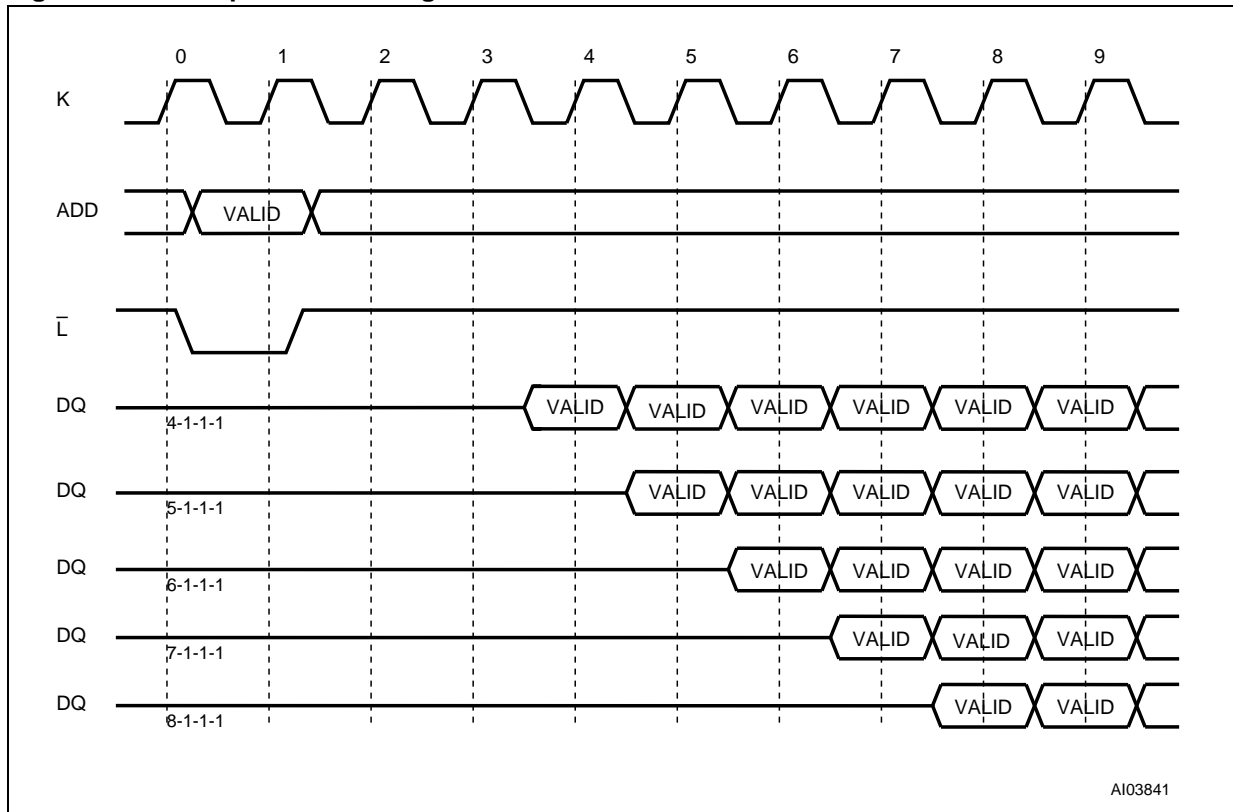 0 1 2 3 4 5 6 7 8 9
K
ADD VALID
L̅
DQ VALID VALID VALID VALID VALID VALID
4-1-1-1
DQ VALID VALID VALID VALID VALID
5-1-1-1
DQ VALID VALID VALID VALID
6-1-1-1
DQ VALID VALID VALID
7-1-1-1
DQ VALID VALID
8-1-1-1
AI03841